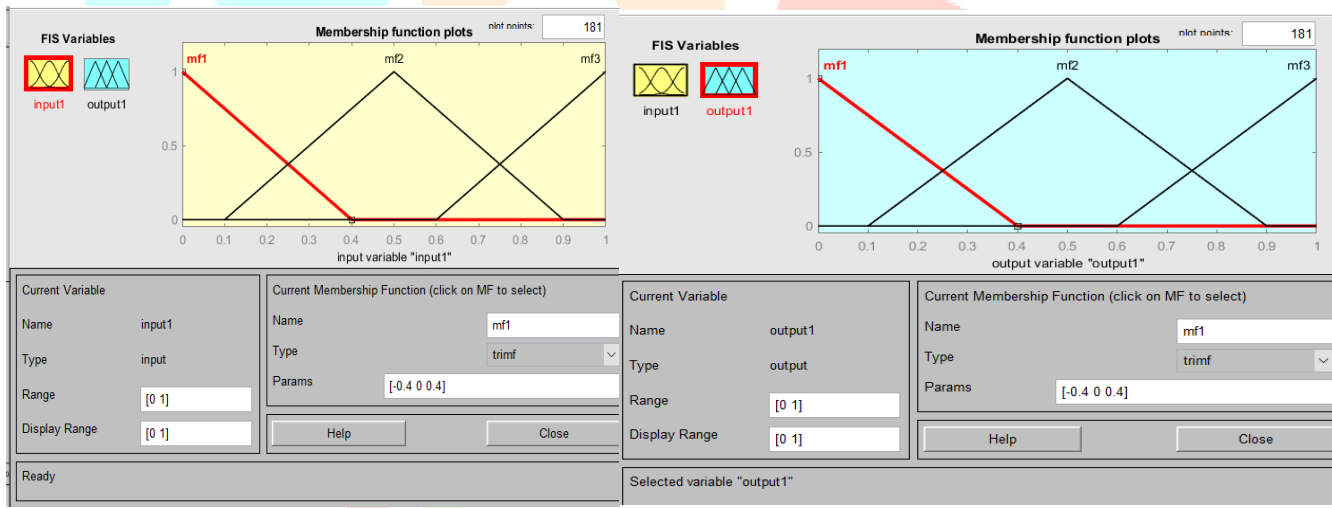 FIS Variables
input1 output1
Membership function plots plot points: 181
mf1 mf2 mf3
1
0.5
0
0 0.1 0.2 0.3 0.4 0.5 0.6 0.7 0.8 0.9 1
input variable "input1"
Current Variable
Name input1
Type input
Range [0 1]
Display Range [0 1]
Current Membership Function (click on MF to select)
Name mf1
Type trimf
Params [-0.4 0 0.4]
Help Close
Ready
FIS Variables
input1 output1
Membership function plots plot points: 181
mf1 mf2 mf3
1
0.5
0
0 0.1 0.2 0.3 0.4 0.5 0.6 0.7 0.8 0.9 1
output variable "output1"
Current Variable
Name output1
Type output
Range [0 1]
Display Range [0 1]
Current Membership Function (click on MF to select)
Name mf1
Type trimf
Params [-0.4 0 0.4]
Help Close
Selected variable "output1"